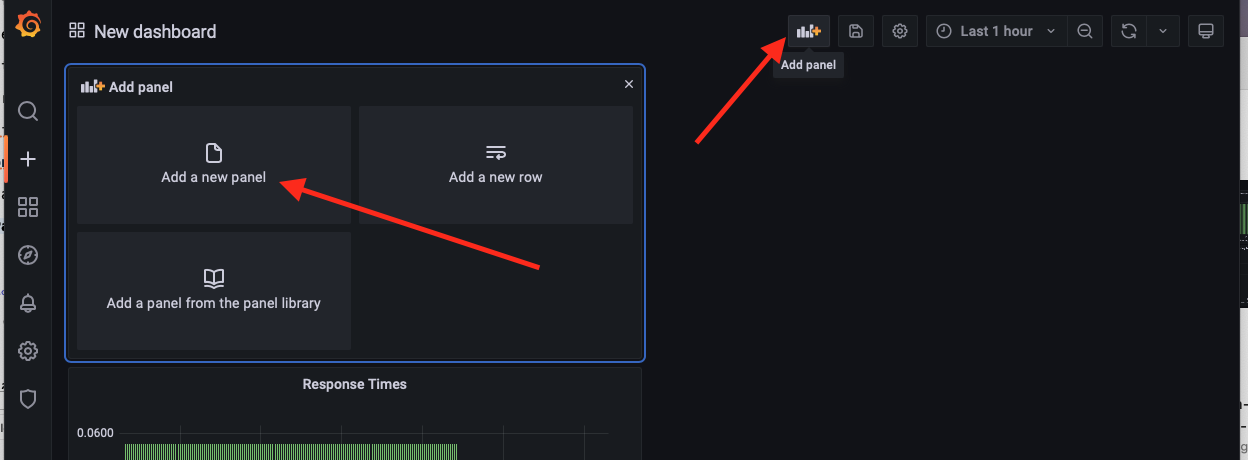 New dashboard
Last 1 hour
Add panel
Add panel
Add a new panel
Add a new row
Add a panel from the panel library
Response Times
0.0600